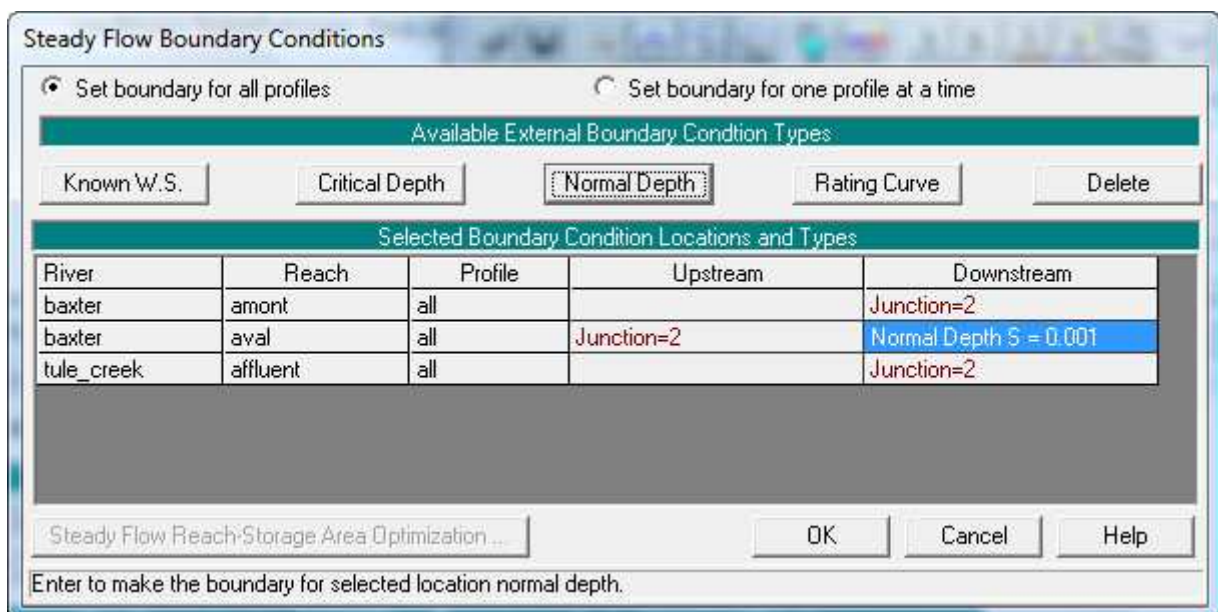 Steady Flow Boundary Conditions
Set boundary for all profiles Set boundary for one profile at a time
Available External Boundary Condtion Types
Known W.S. Critical Depth Normal Depth Rating Curve Delete
Selected Boundary Condition Locations and Types
River Reach Profile Upstream Downstream
baxter amont all Junction=2
baxter aval all Junction=2 Normal Depth S = 0.001
tule_creek affluent all Junction=2
Steady Flow Reach-Storage Area Optimization ... OK Cancel Help
Enter to make the boundary for selected location normal depth.